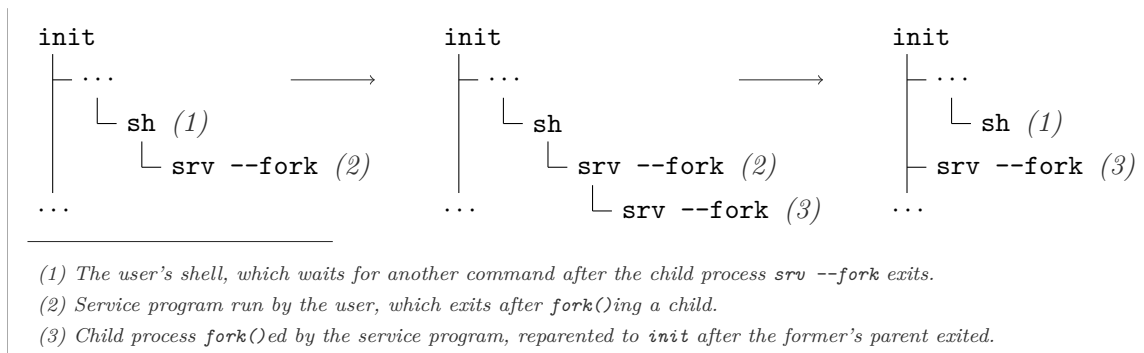 init init init
... ... ...
sh (1) sh sh (1)
srv --fork (2) srv --fork (2) srv --fork (3)
... srv --fork (3) ...
(1) The user's shell, which waits for another command after the child process srv --fork exits.
(2) Service program run by the user, which exits after fork()ing a child.
(3) Child process fork()ed by the service program, reparented to init after the former's parent exited.